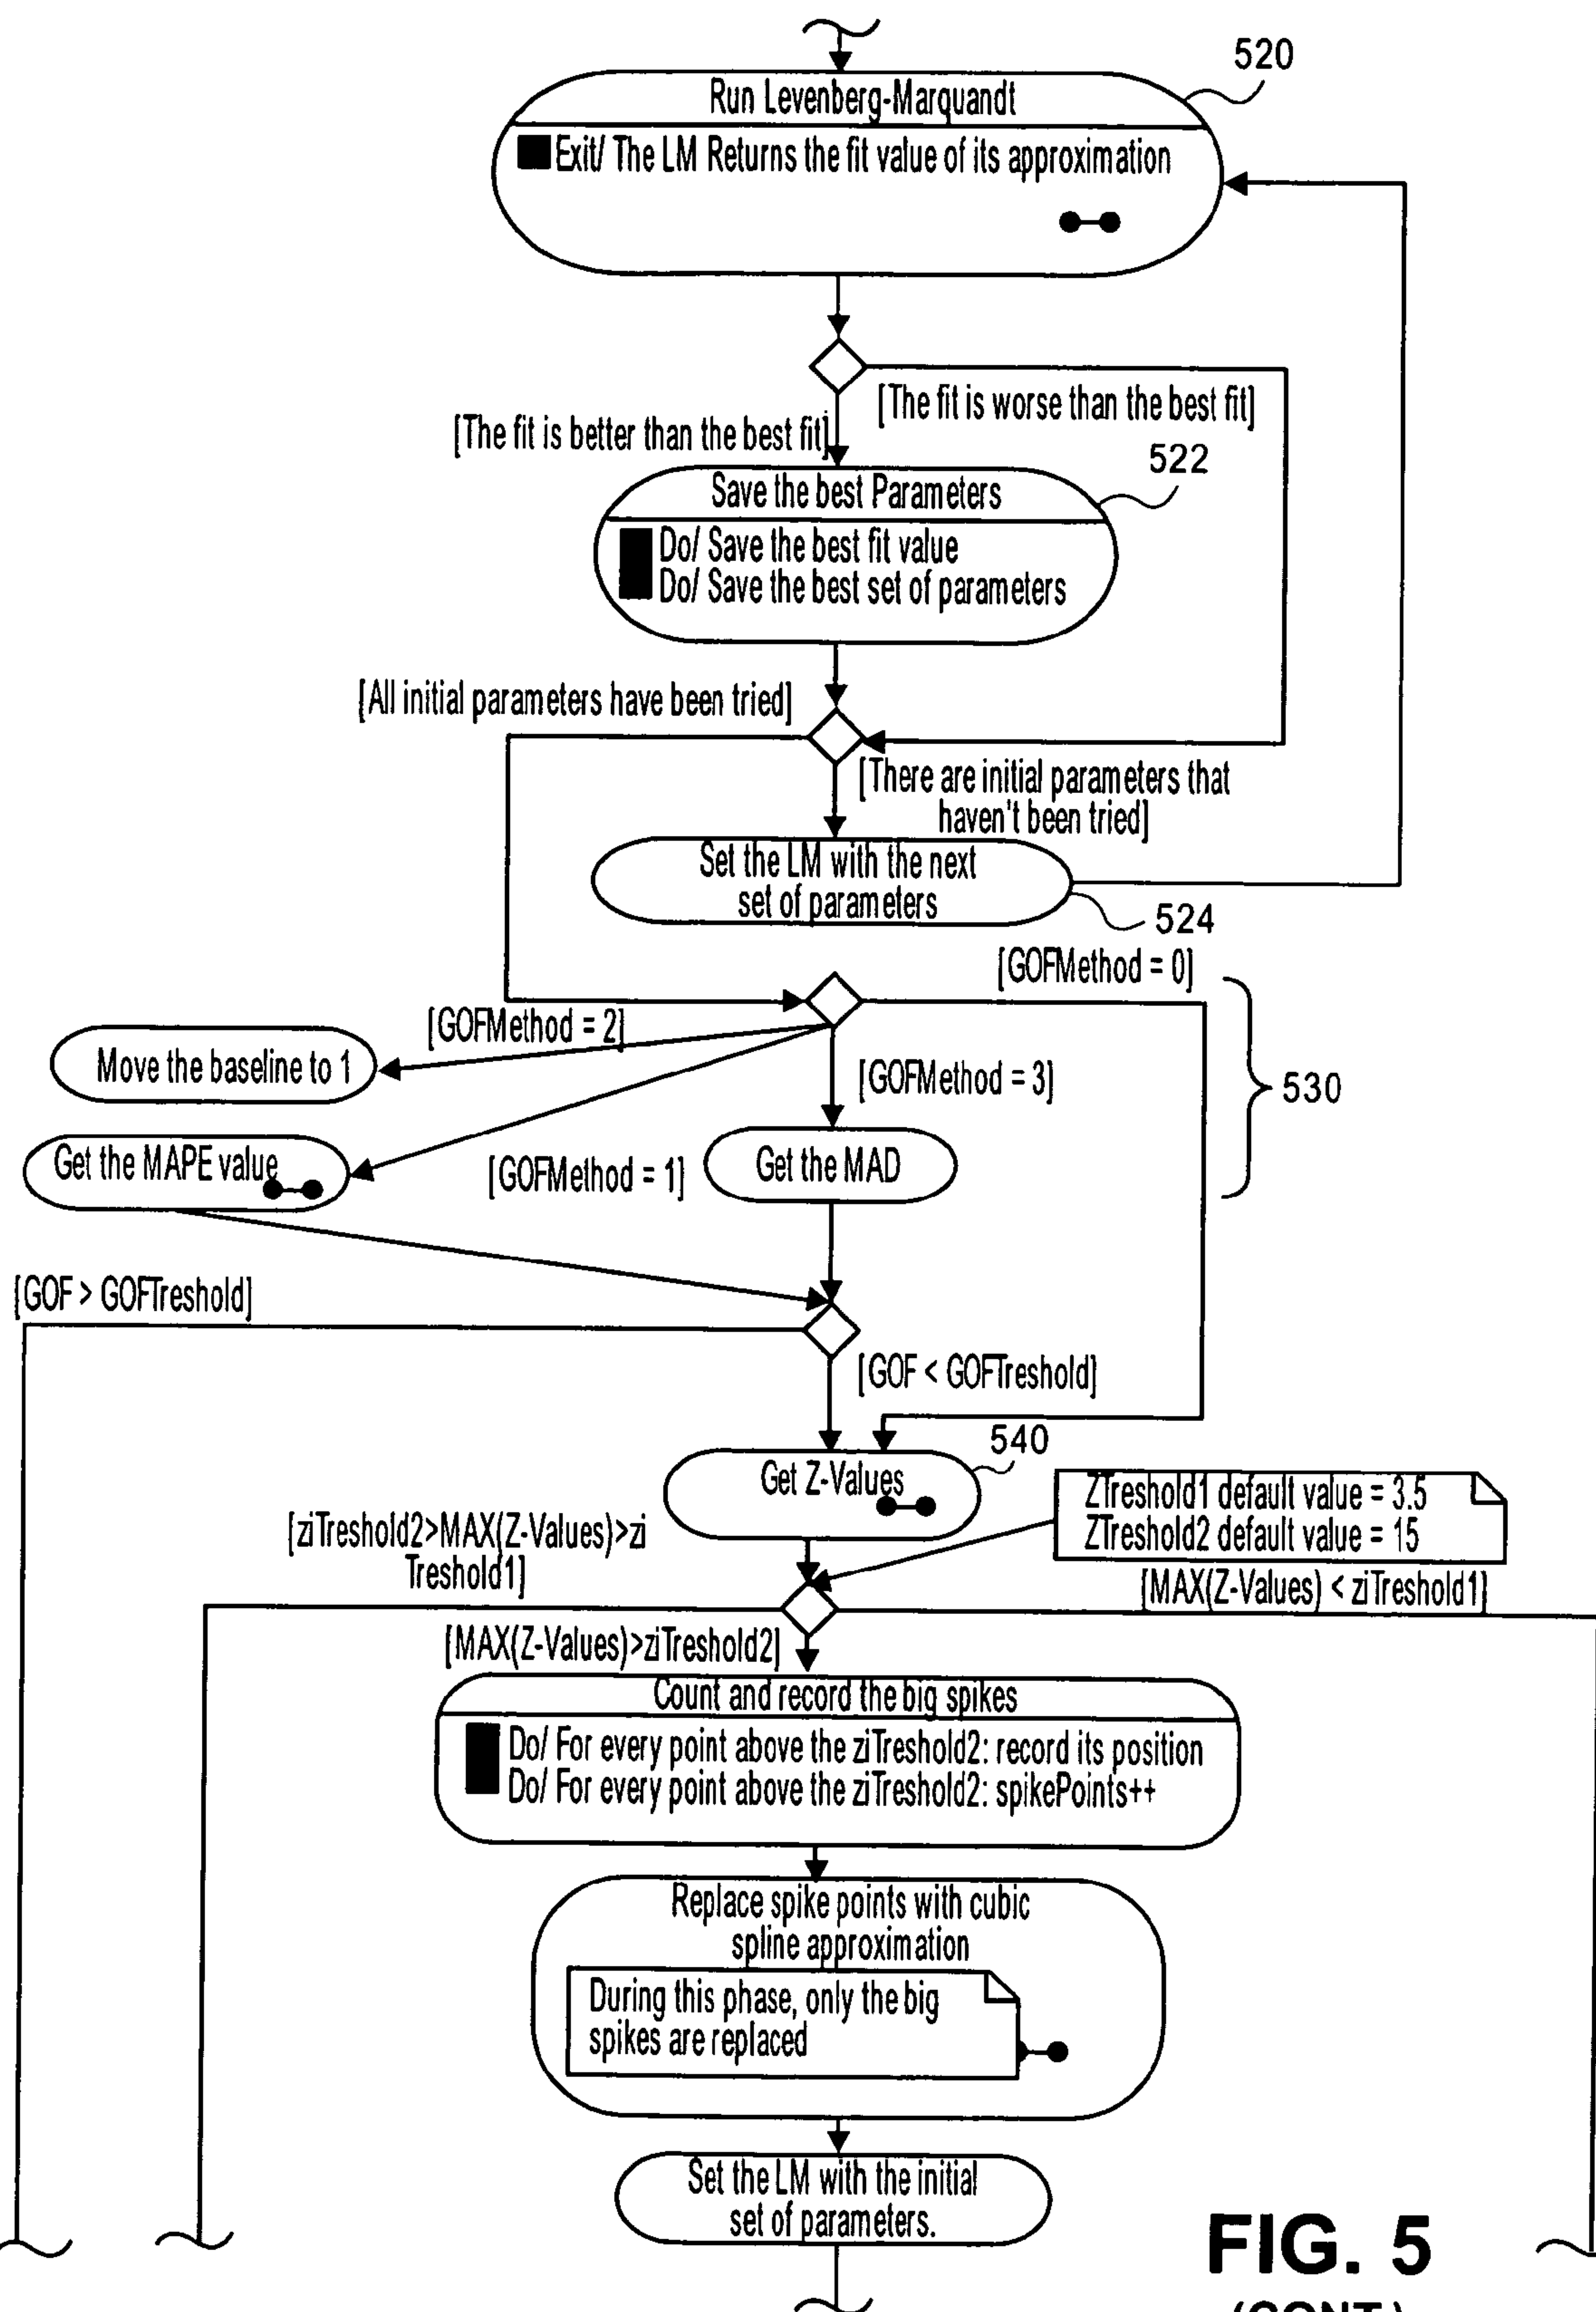 520
Run Levenberg-Marquandt
Exit/ The LM Returns the fit value of its approximation
[The fit is worse than the best fit]
[The fit is better than the best fit]
522
Save the best Parameters
Do/ Save the best fit value
Do/ Save the best set of parameters
[All initial parameters have been tried]
[There are initial parameters that
haven't been tried]
Set the LM with the next
set of parameters
524
[GOFMethod = 0]
[GOFMethod = 2]
Move the baseline to 1
[GOFMethod = 3]
530
Get the MAPE value
[GOFMethod = 1]
Get the MAD
[GOF > GOFTreshold]
[GOF < GOFTreshold]
540
Get Z-Values
ZTreshold1 default value = 3.5
ZTreshold2 default value = 15
[ziTreshold2>MAX(Z-Values)>zi
Treshold1]
[MAX(Z-Values) < ziTreshold1]
[MAX(Z-Values)>ziTreshold2]
Count and record the big spikes
Do/ For every point above the ziTreshold2: record its position
Do/ For every point above the ziTreshold2: spikePoints++
Replace spike points with cubic
spline approximation
During this phase, only the big
spikes are replaced
Set the LM with the initial
set of parameters.
FIG. 5
(CONT.)